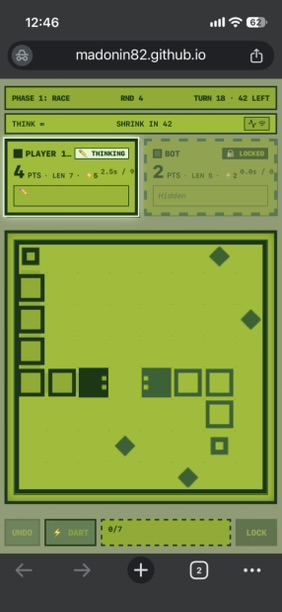 12:46
62
madonin82.github.io
PHASE 1: RACE RND 4 TURN 18 · 42 LEFT
THINK = SHRINK IN 42
PLAYER 1… THINKING BOT LOCKED
4 PTS · LEN 7 · 5 2.5s / 9 2 PTS · LEN 6 · 2 0.0s / 0
Hidden
UNDO DART 0/7 LOCK
2